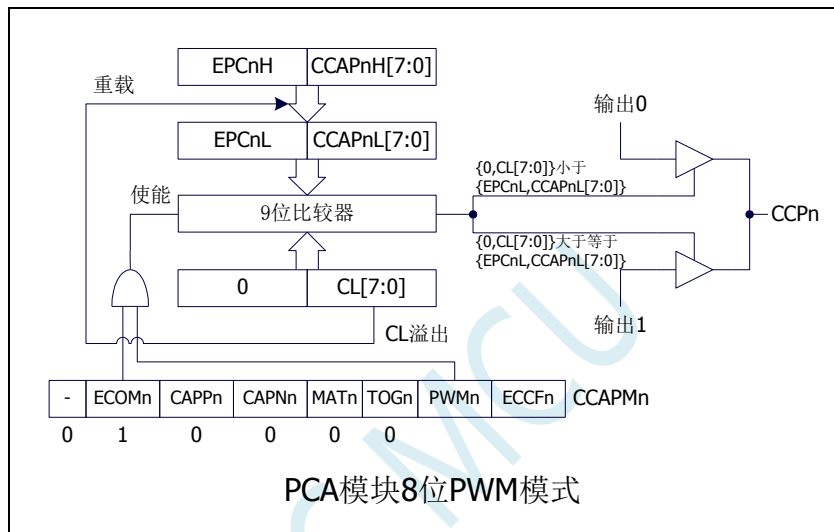 EPCnH CCAPnH[7:0]
重载
EPCnL CCAPnL[7:0]
使能
9位比较器
0 CL[7:0]
CL溢出
输出0
{0,CL[7:0]}小于
{EPCnL,CCAPnL[7:0]}
CCPn
{0,CL[7:0]}大于等于
{EPCnL,CCAPnL[7:0]}
输出1
- ECOMn CAPPn CAPNn MATn TOGn PWMn ECCFn CCAPMn
0 1 0 0 0 0
PCA模块8位PWM模式
MCU